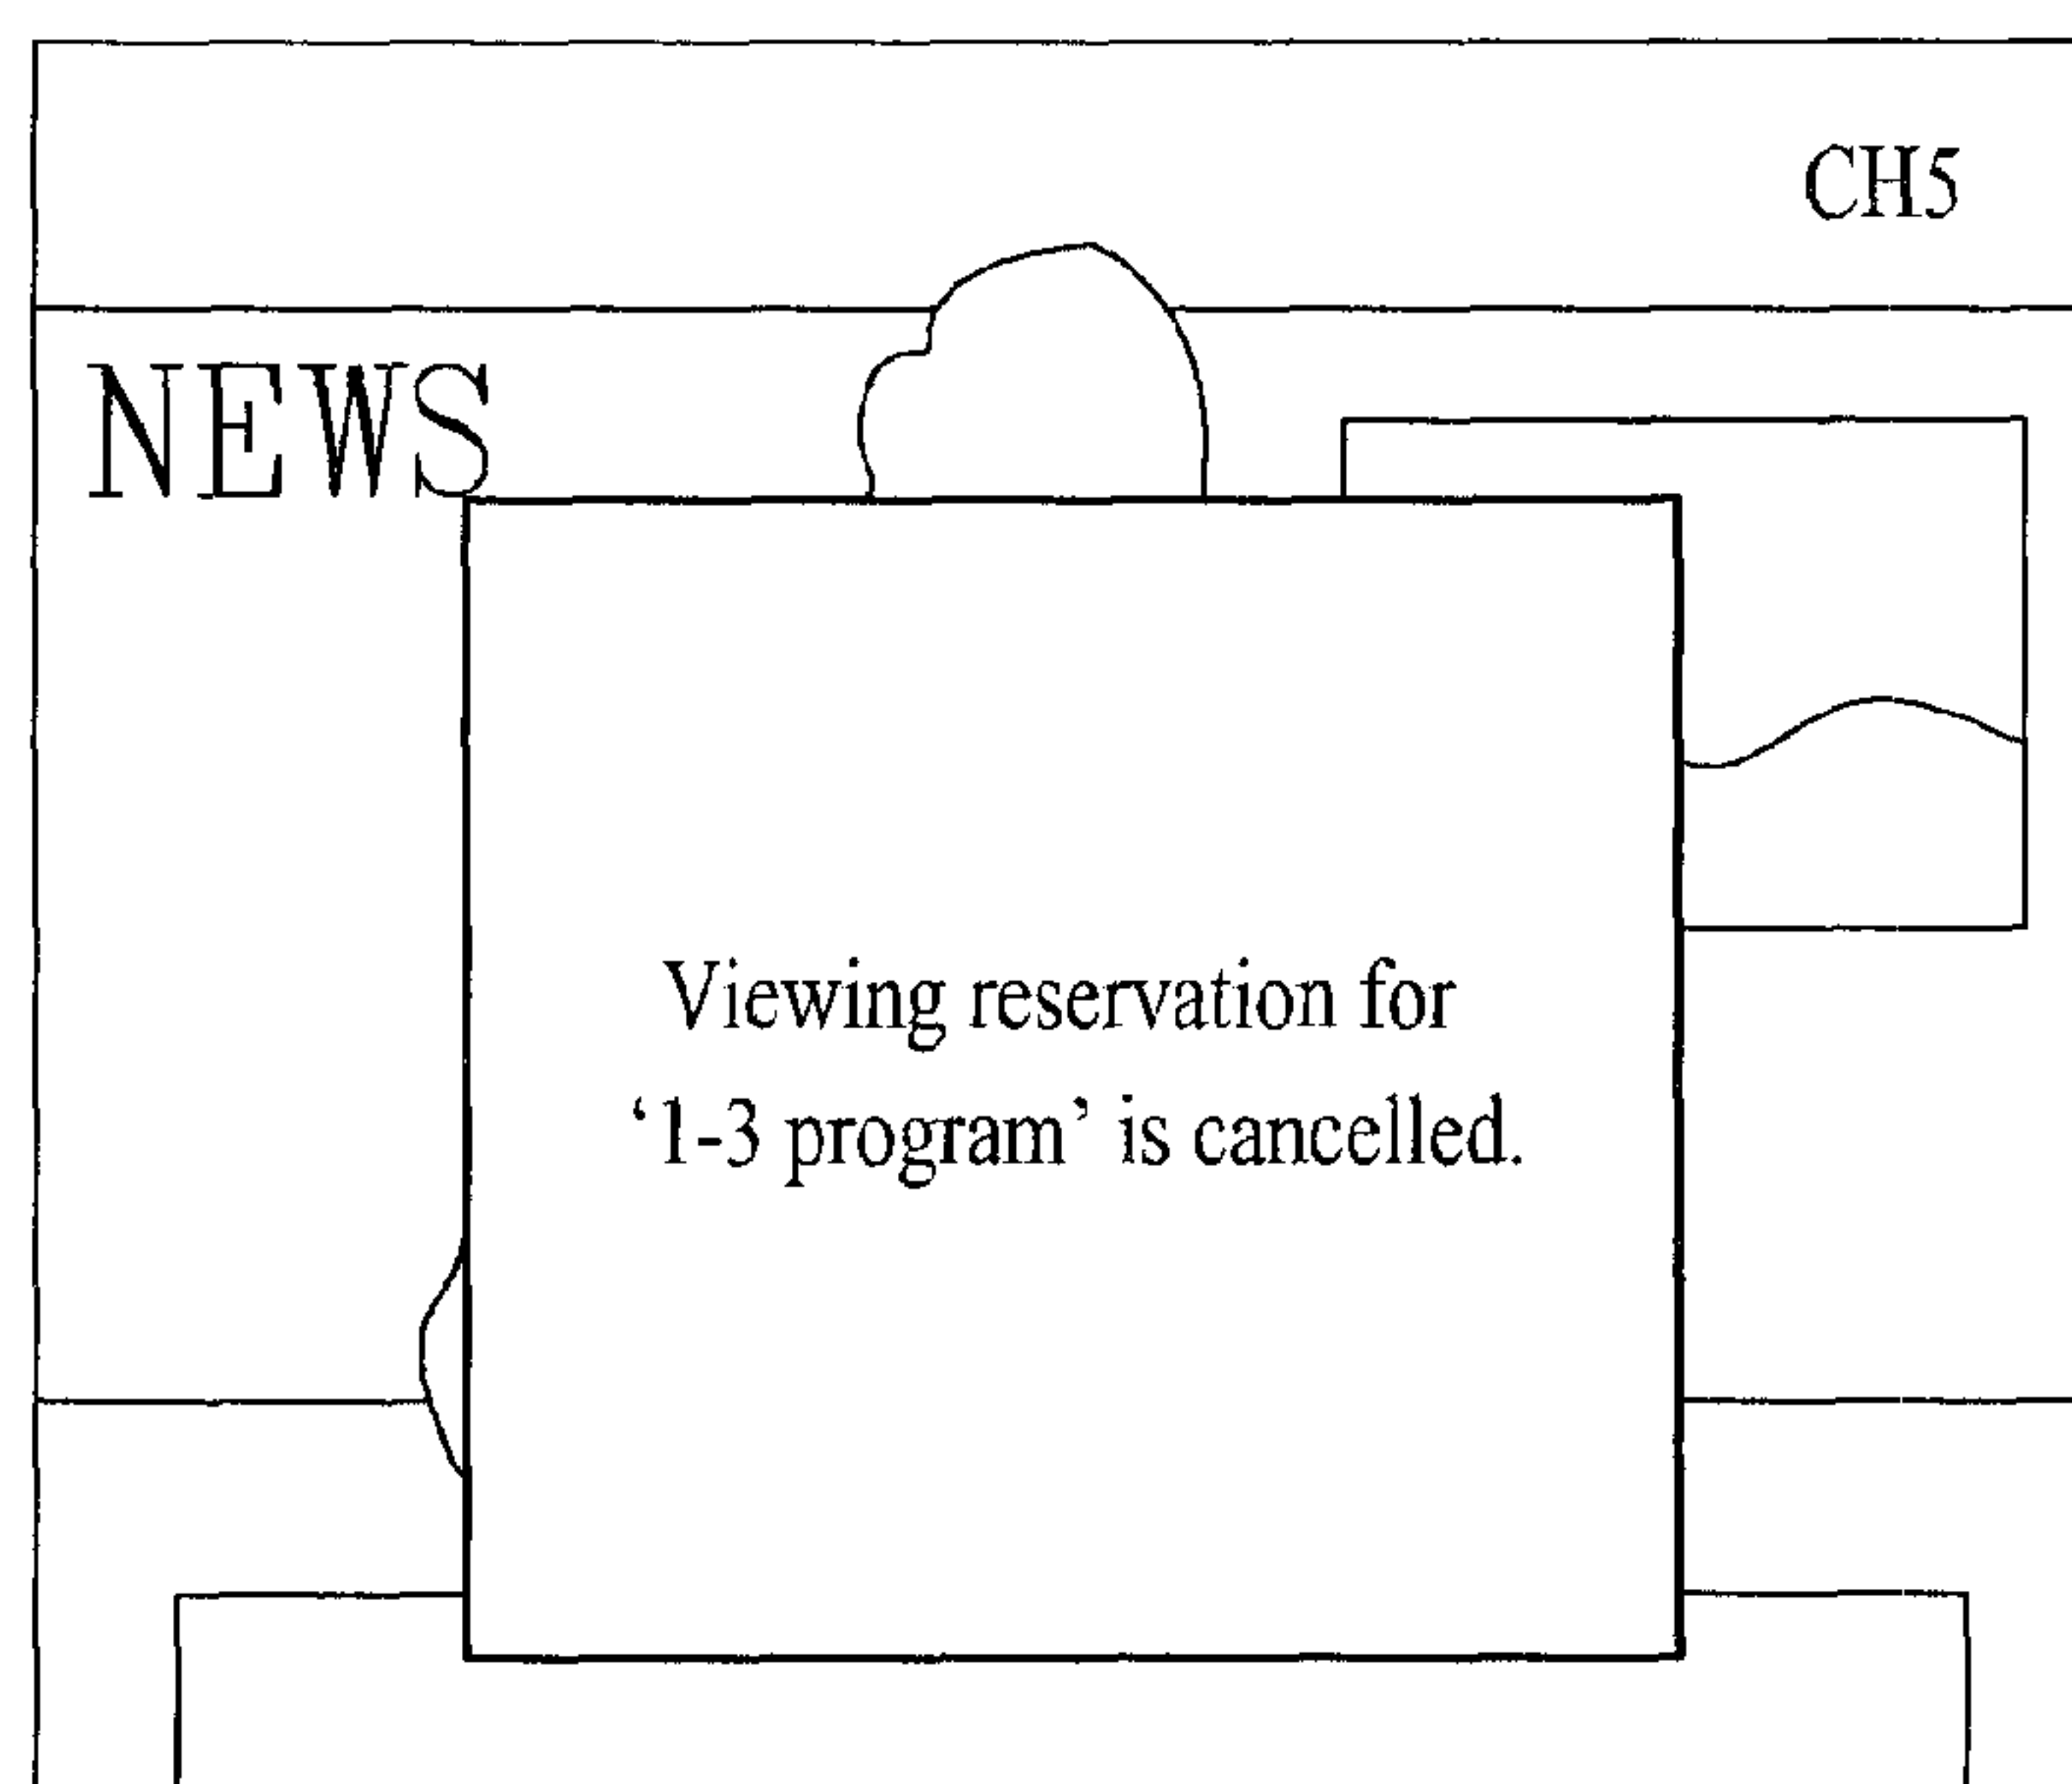 CH5
NEWS
Viewing reservation for
‘1-3 program’ is cancelled.